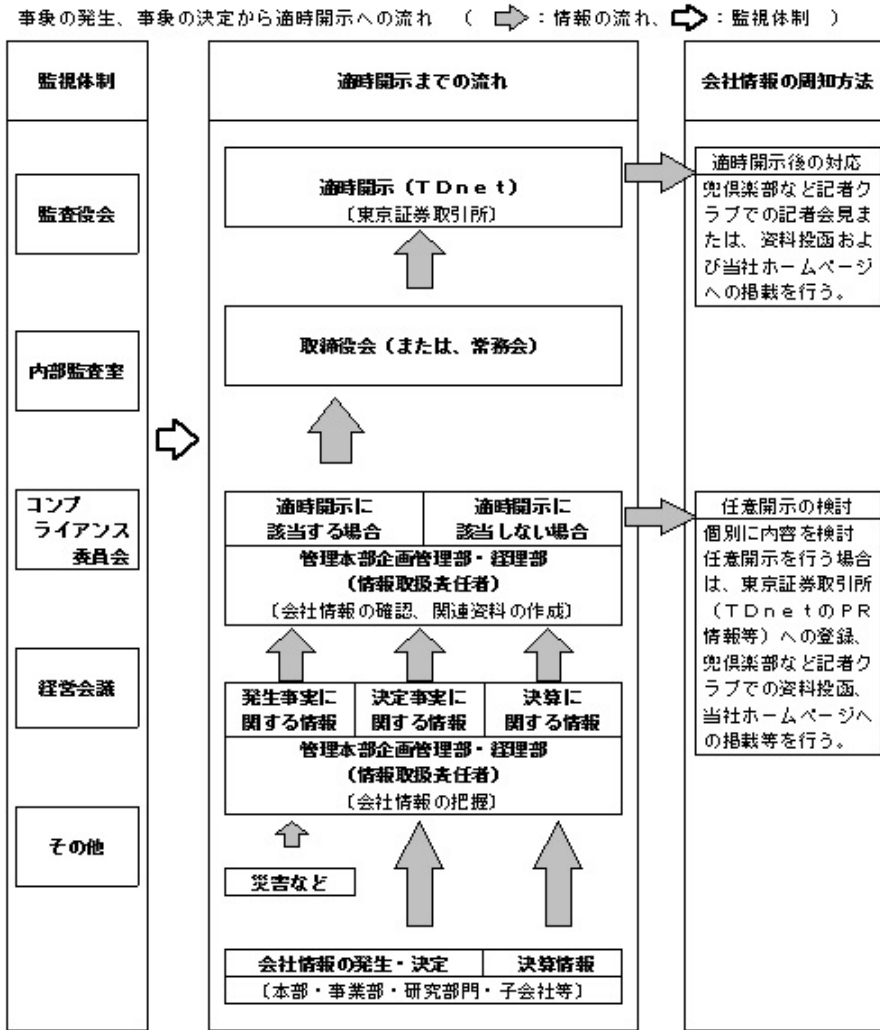 事象の発生、事象の決定から適時開示への流れ （ ：情報の流れ、 ：監視体制 ）
監視体制
監査役会
内部監査室
コンプ
ライアンス
委員会
経営会議
その他
適時開示までの流れ
適時開示（ＴＤｎｅｔ）
〔東京証券取引所〕
取締役会（または、常務会）
適時開示に
該当する場合
適時開示に
該当しない場合
管理本部企画管理部・経理部
（情報取扱責任者）
〔会社情報の確認、関連資料の作成〕
発生事実に
関する情報
決定事実に
関する情報
決算に
関する情報
管理本部企画管理部・経理部
（情報取扱責任者）
〔会社情報の把握〕
災害など
会社情報の発生・決定
決算情報
〔本部・事業部・研究部門・子会社等〕
会社情報の周知方法
適時開示後の対応
兜倶楽部など記者ク
ラブでの記者会見ま
たは、資料投函およ
び当社ホームページ
への掲載を行う。
任意開示の検討
個別に内容を検討
任意開示を行う場合
は、東京証券取引所
（ＴＤｎｅｔのＰＲ
情報等）への登録、
兜倶楽部など記者ク
ラブでの資料投函、
当社ホームページへ
の掲載等を行う。